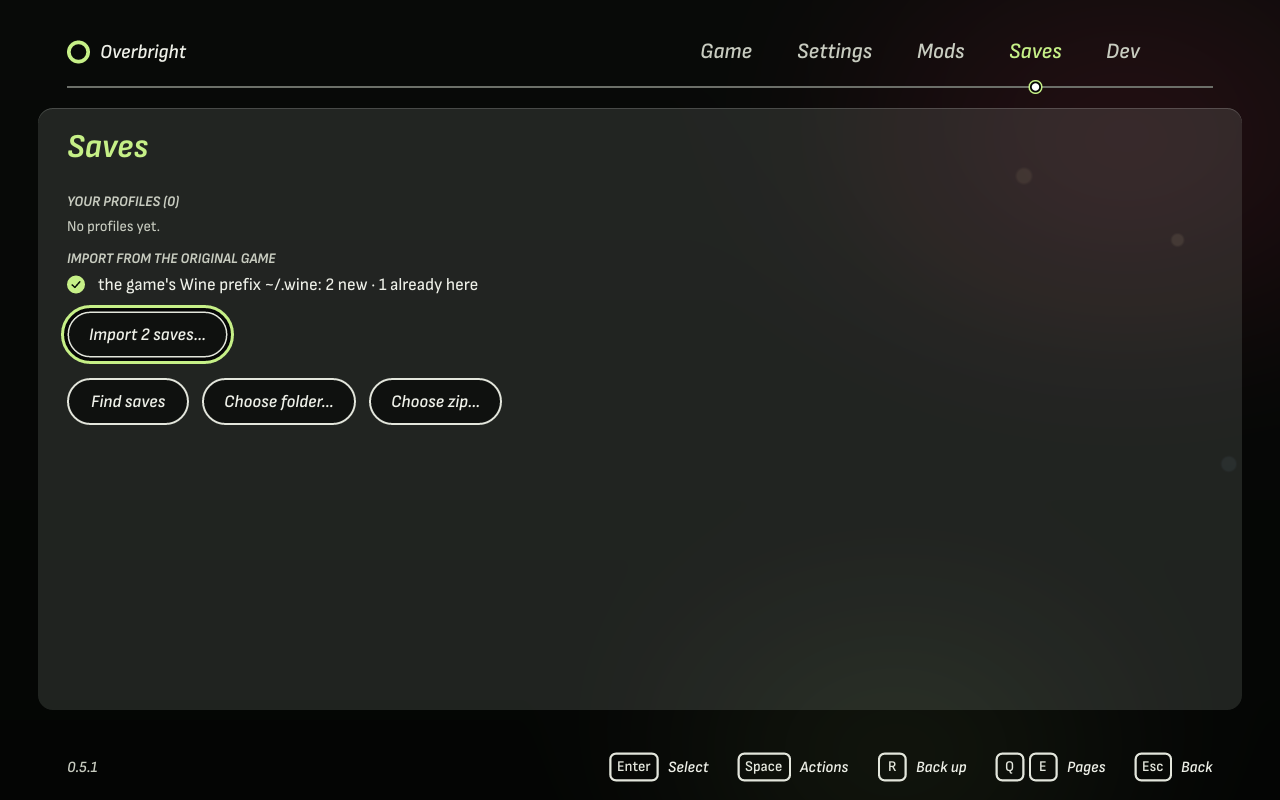 Overbright
Game Settings Mods Saves Dev
Saves
YOUR PROFILES (0)
No profiles yet.
IMPORT FROM THE ORIGINAL GAME
the game's Wine prefix ~/.wine: 2 new · 1 already here
Import 2 saves...
Find saves Choose folder... Choose zip...
0.5.1 Enter Select Space Actions R Back up Q E Pages Esc Back